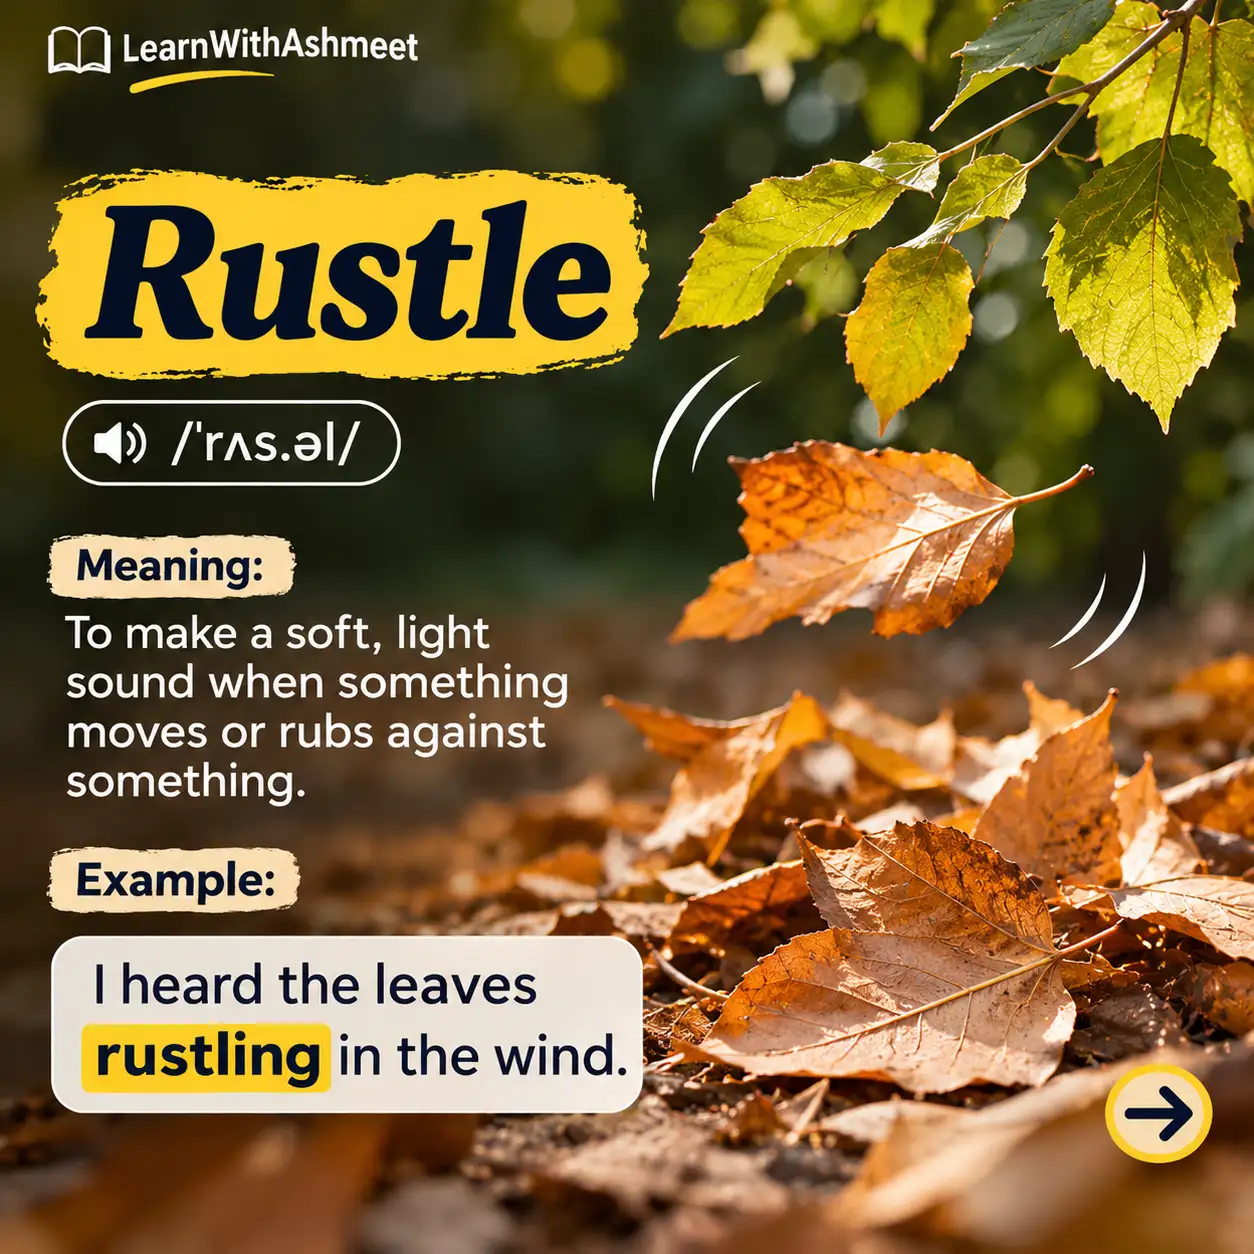 LearnWithAshmeet
Rustle
/ˈrʌs.əl/
Meaning:
To make a soft, light
sound when something
moves or rubs against
something.
Example:
I heard the leaves
rustling in the wind.